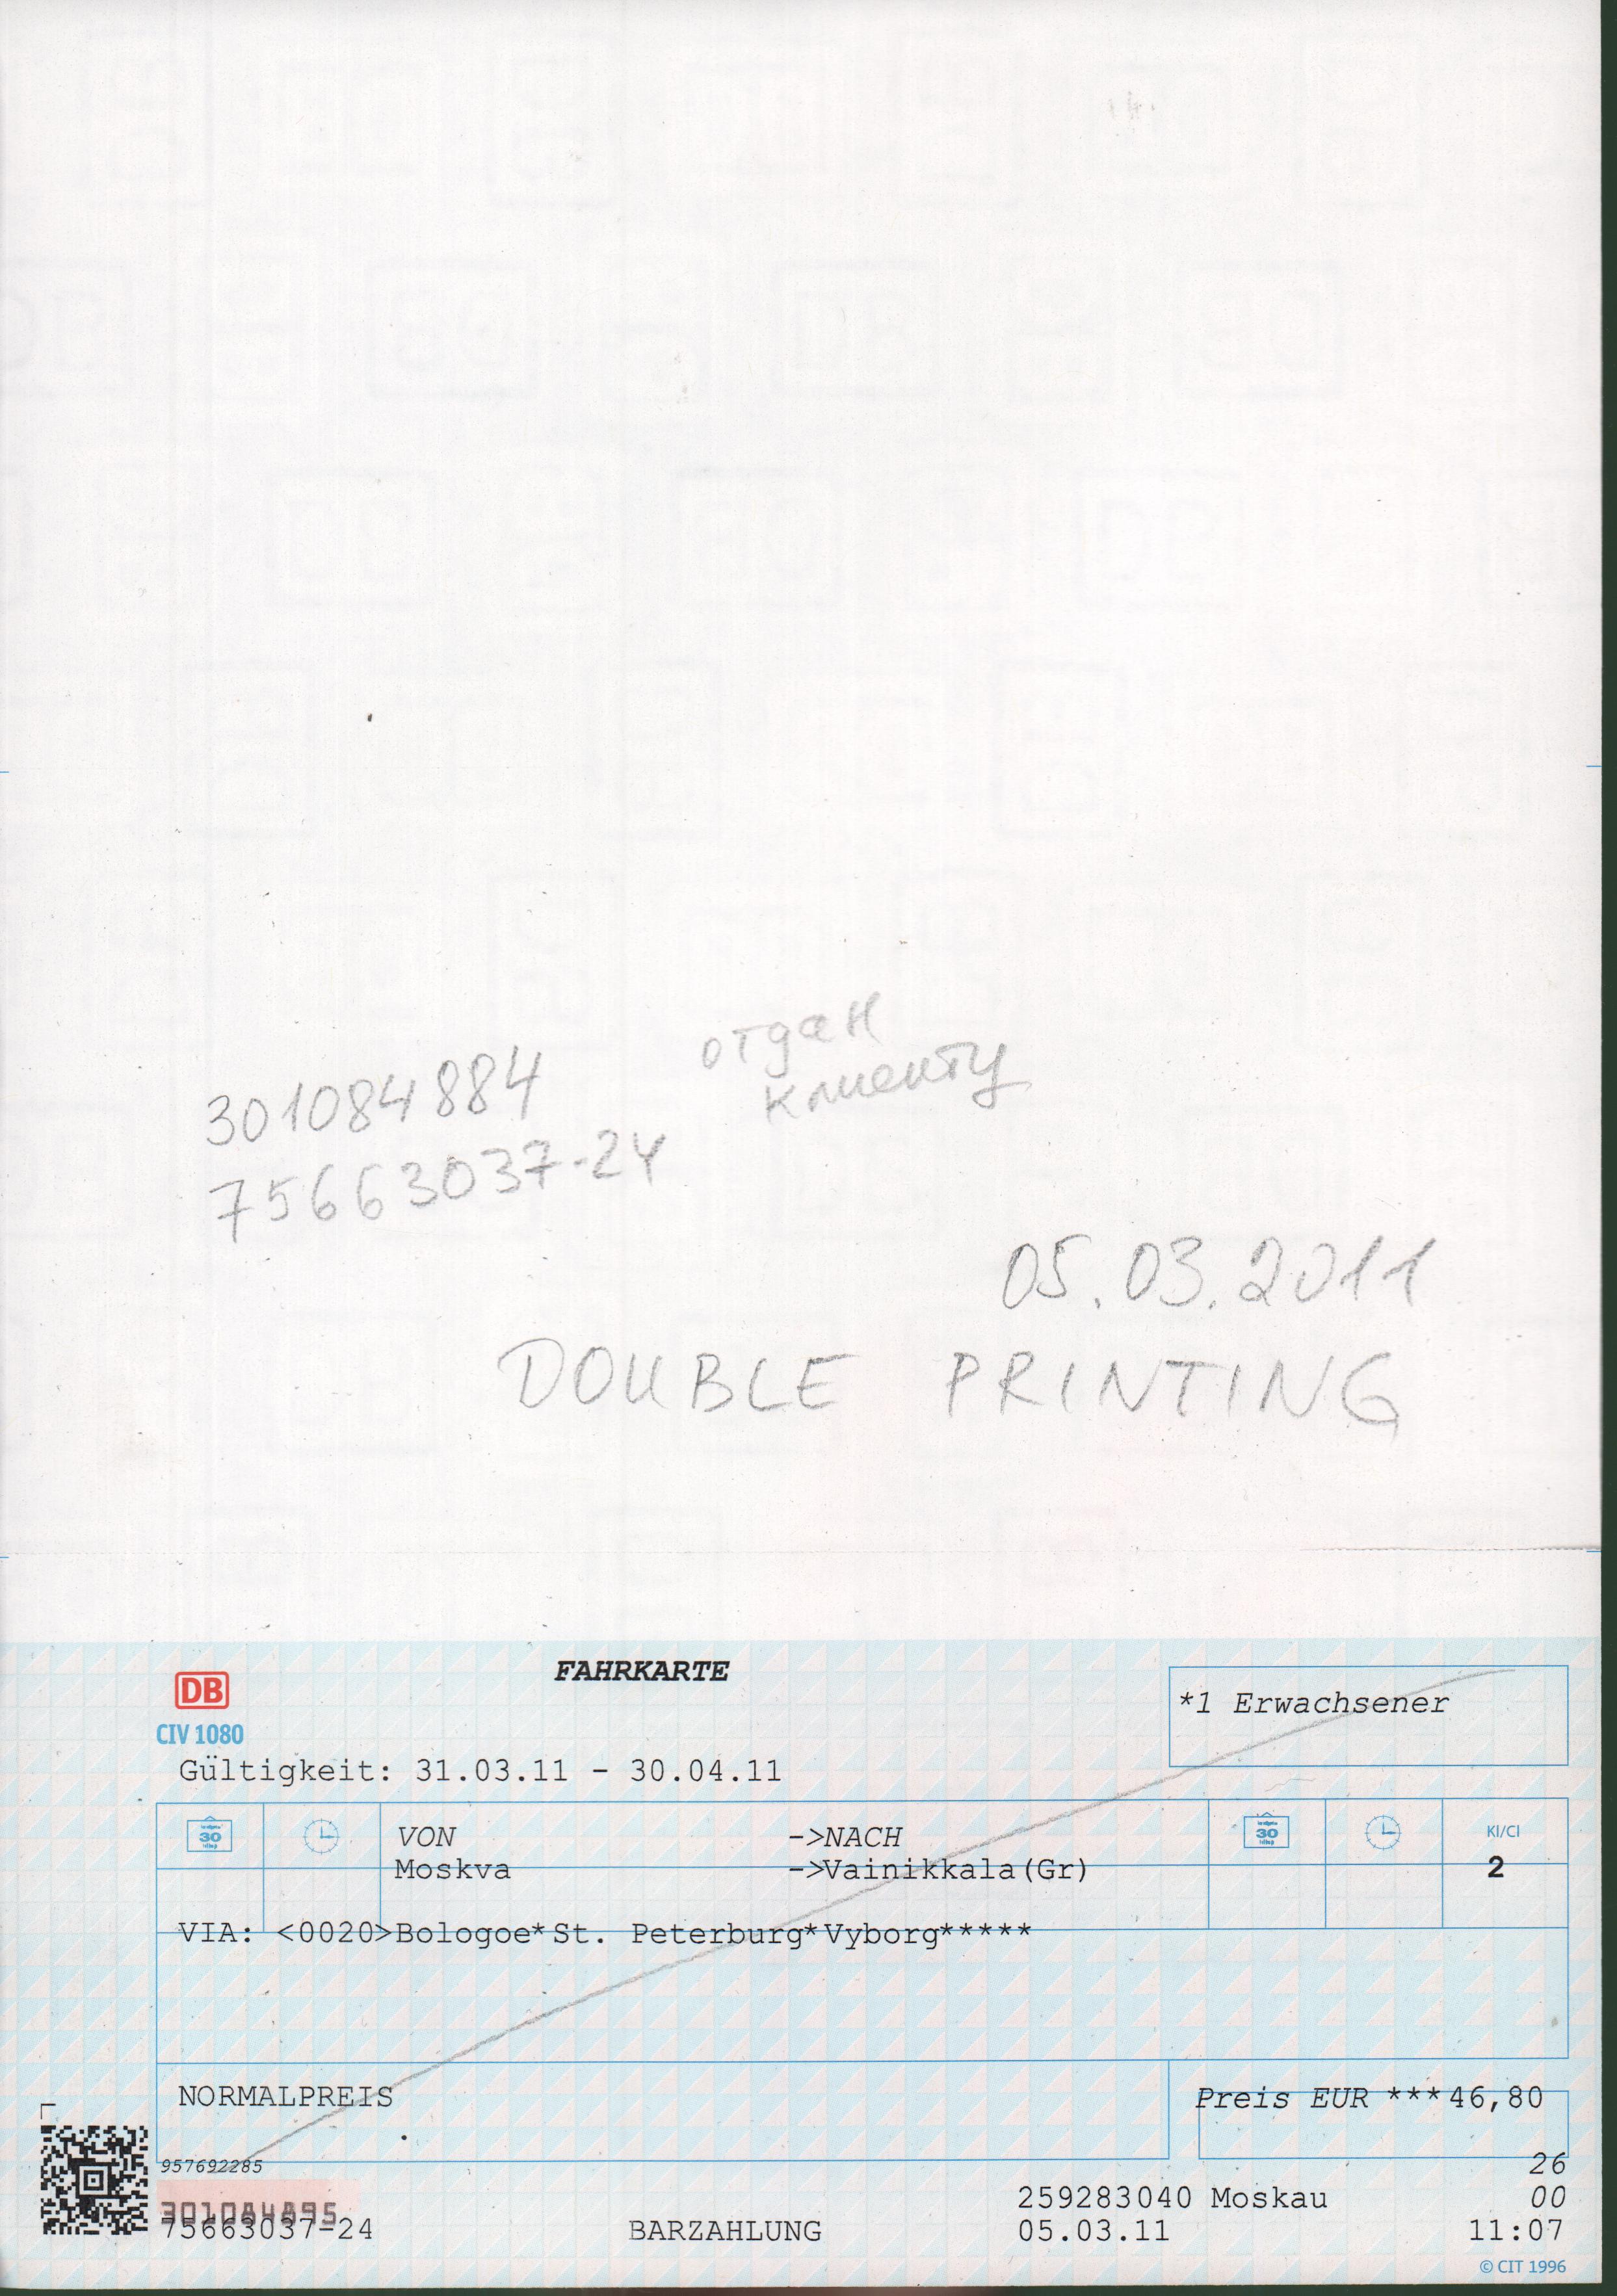 отдан
клиенту
301084884
75663037-24
05.03.2011
DOUBLE PRINTING
DB
CIV 1080
FAHRKARTE
*1 Erwachsener
Gültigkeit: 31.03.11 - 30.04.11
30
VON ->NACH
30
Kl/Cl
Moskva ->Vainikkala(Gr)
2
VIA: <0020>Bologoe*St. Peterburg*Vyborg*****
NORMALPREIS
Preis EUR ***46,80
957692285
26
301084895
259283040 Moskau
00
75663037-24
BARZAHLUNG
05.03.11
11:07
© CIT 1996